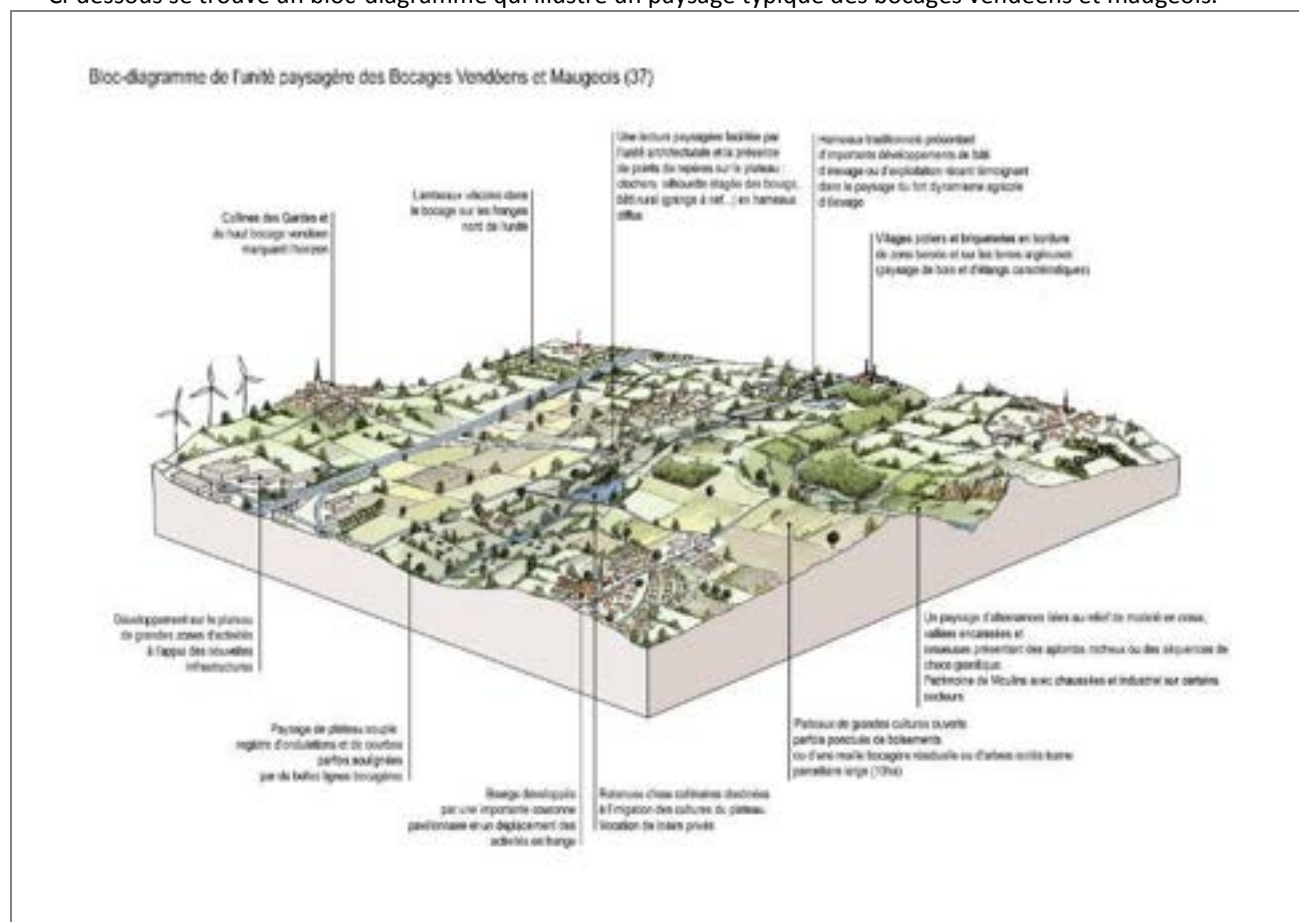 Ci-dessous se trouve un bloc-diagramme qui illustre un paysage typique des bocages vendéens et maugeois.
Bloc-diagramme de l'unité paysagère des Bocages Vendéens et Maugeois (37)
Une lecture paysagère facilitée par
l'unité architecturale et la présence
de points de repères sur le plateau :
clochers, silhouette étagée des bourgs,
bâti rural (grange à nef...) en hameaux
diffus
Hameaux traditionnels présentant
d'importants développements de bâti
d'élevage ou d'exploitation récent témoignant
dans le paysage du fort dynamisme agricole
d'élevage
Lambeaux viticoles dans
le bocage sur les franges
nord de l'unité
Collines des Gardes et
du haut bocage vendéen
marquant l'horizon
Villages potiers et briqueteries en bordure
de zone boisée et sur les terres argileuses
(paysage de bois et d'étangs caractéristiques)
Développement sur le plateau
de grandes zones d'activités
à l'appui des nouvelles
infrastructures
Un paysage d'alternances liées au relief de
vallées encaissées et
présentant des aplombs rocheux ou des séquences de
chaos granitique.
Patrimoine de Moulins avec chaussées et industriel sur certains
secteurs
Paysage de plateau souple
registre d'ondulations et de courbes
parfois soulignées
par de belles lignes bocagères
Plateaux de grandes cultures ouverts
parfois ponctués de boisements
ou d'une maille bocagère résiduelle ou d'arbres isolés trame
parcellaire large (10ha)
Bourgs développés
par une importante couronne
pavillonnaire et un déplacement des
activités en frange
Retenues d'eau collinaires destinées
à l'irrigation des cultures du plateau.
Vocation de loisirs privés